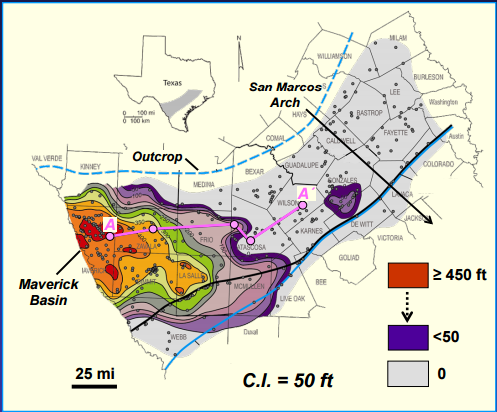 MILAM
N
WILLIAMSON
BURLESON
Texas
San Marcos
Arch
LEE
Washington
HAYS
BASTROP
0 100 mi
0 100 km
FAYETTE
Austin
COMAL
CALDWELL
Outcrop
COLORADO
VAL VERDE
KINNEY
GUADALUPE
BEXAR
MEDINA
GONZALES
LAVACA
A
A´
WILSON
JACKSON
DE WITT
FRIO
KARNES
VICTORIA
ATASCOSA
GOLIAD
Maverick
Basin
MAVERICK
LA SALLE
≥ 450 ft
BEE
MCMULLEN
LIVE OAK
<50
WEBB
Duval
25 mi
C.I. = 50 ft
0